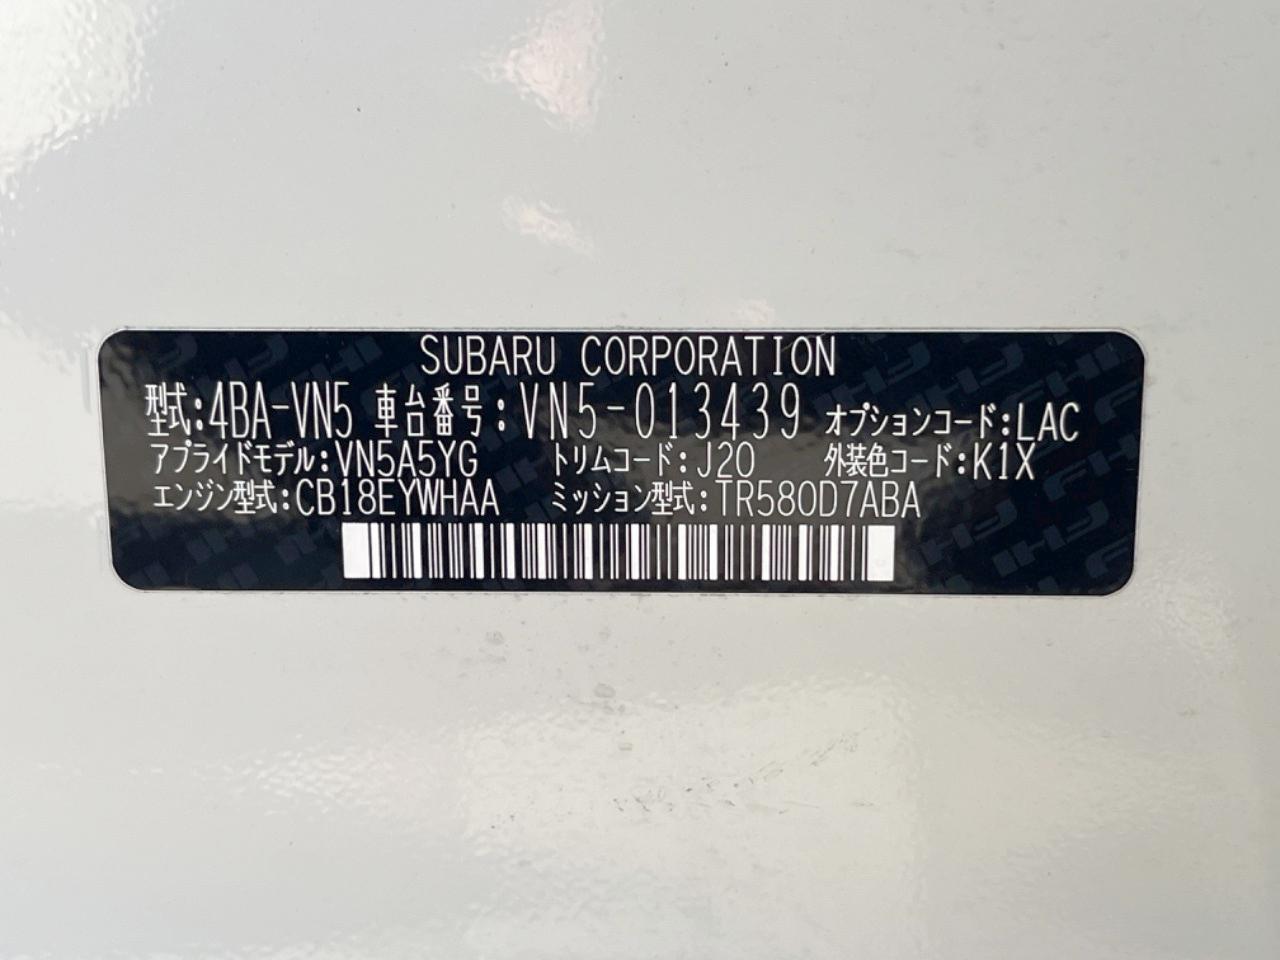 SUBARU CORPORATION
型式:4BA-VN5 車台番号:VN5-013439 オプションコード:LAC
アプライドモデル:VN5A5YG トリムコード:J20 外装色コード:K1X
エンジン型式:CB18EYWHAA ミッション型式:TR580D7ABA